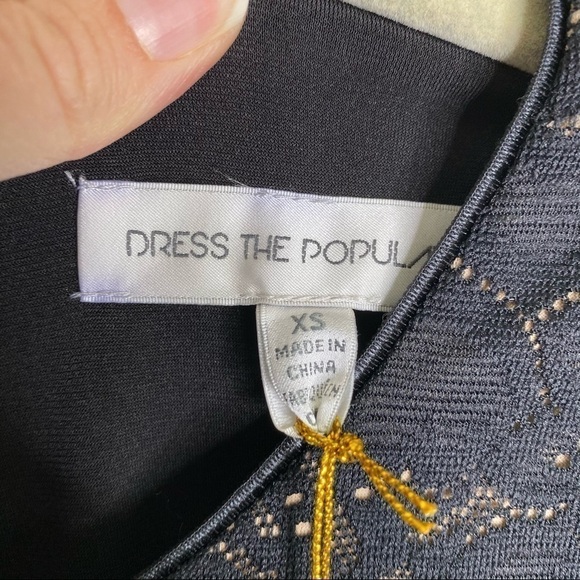 DRESS THE POPULA
XS
MADE IN
CHINA